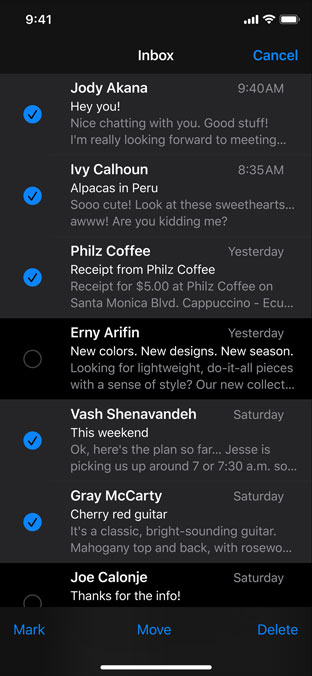 9:41
Inbox
Cancel
Jody Akana 9:40 AM
Hey you!
Nice chatting with you. Good stuff!
I'm really looking forward to meeting...
Ivy Calhoun 8:35 AM
Alpacas in Peru
Sooo cute! Look at these sweethearts...
awww! Are you kidding me?
Philz Coffee Yesterday
Receipt from Philz Coffee
Receipt for $5.00 at Philz Coffee on
Santa Monica Blvd. Cappuccino - Ecu...
Erny Arifin Yesterday
New colors. New designs. New season.
Looking for lightweight, do-it-all pieces
with a sense of style? Our new collect...
Vash Shenavandeh Saturday
This weekend
Ok, here's the plan so far... Jesse is
picking us up around 7 or 7:30 a.m. so...
Gray McCarty Saturday
Cherry red guitar
It's a classic, bright-sounding guitar.
Mahogany top and back, with rosewo...
Joe Calonje Saturday
Thanks for the info!
Mark Move Delete